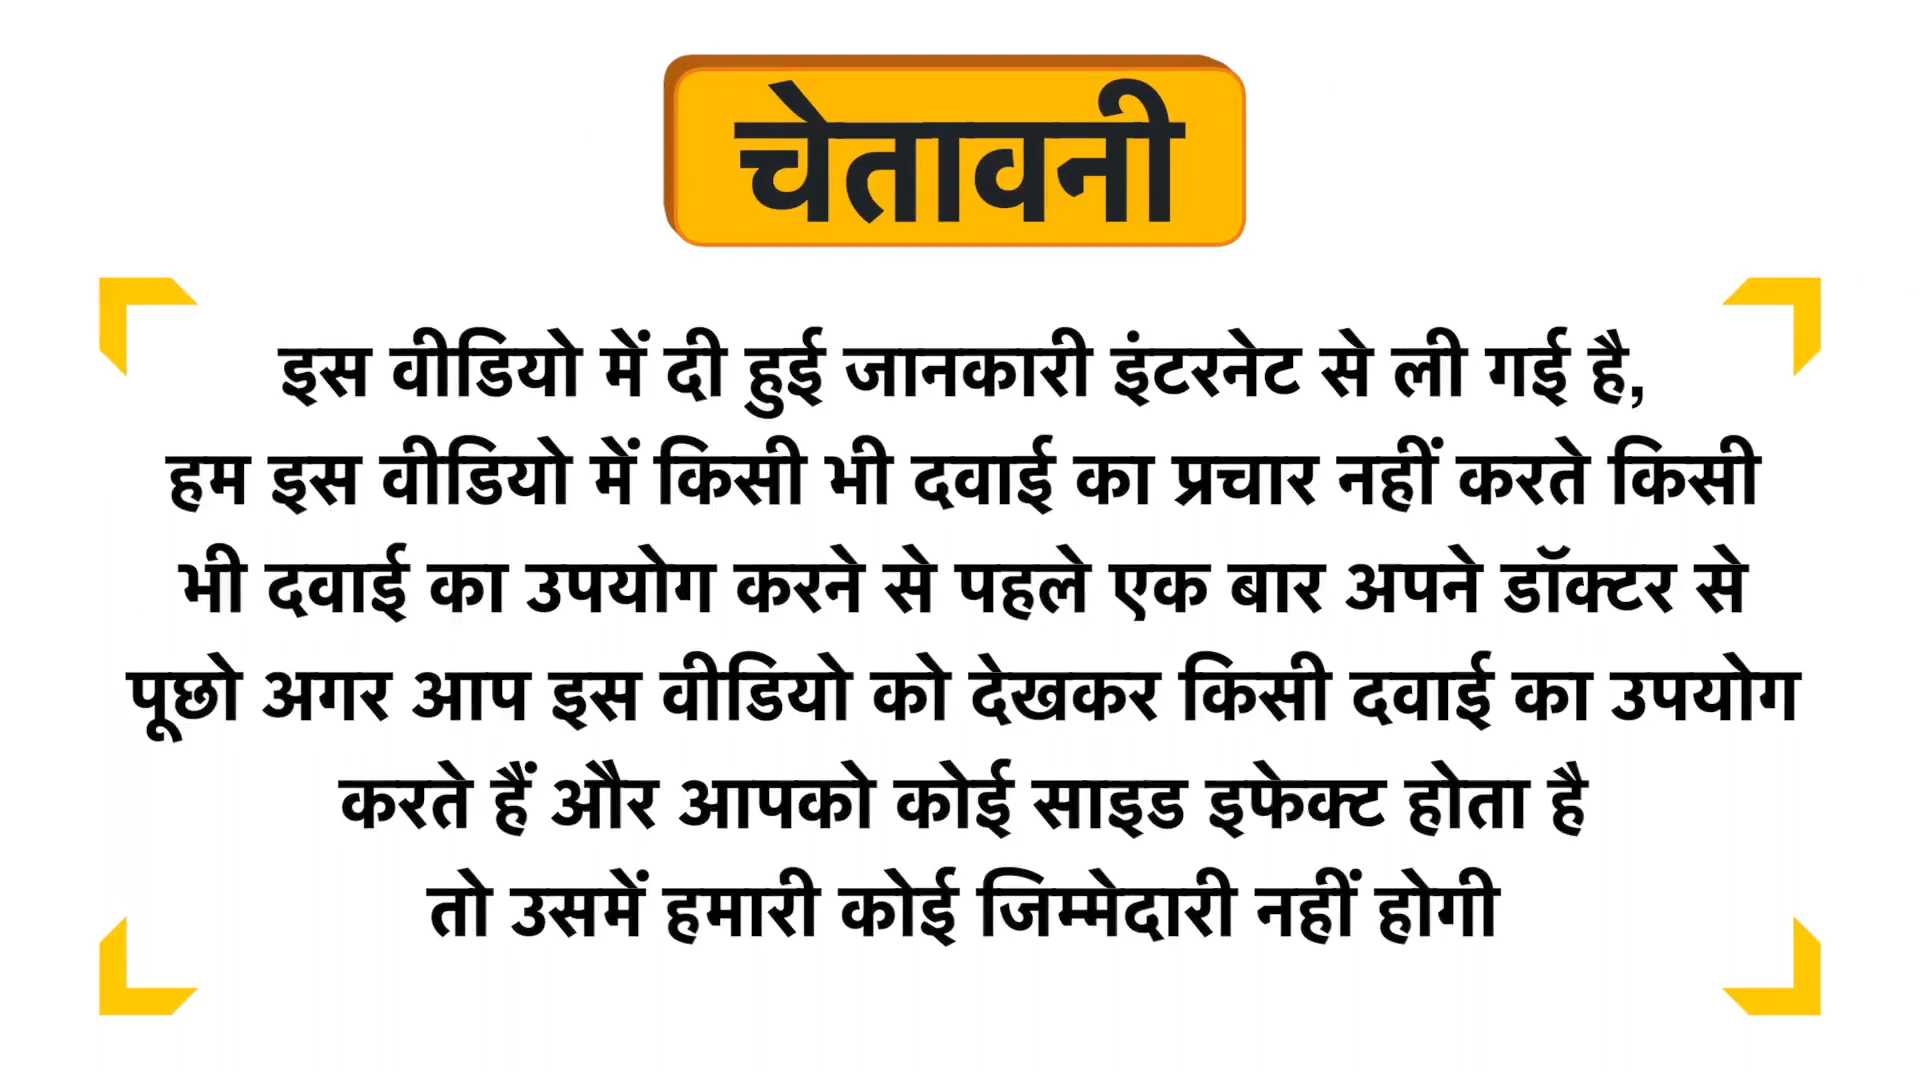 चेतावनी
इस वीडियो में दी हुई जानकारी इंटरनेट से ली गई है,
हम इस वीडियो में किसी भी दवाई का प्रचार नहीं करते किसी
भी दवाई का उपयोग करने से पहले एक बार अपने डॉक्टर से
पूछो अगर आप इस वीडियो को देखकर किसी दवाई का उपयोग
करते हैं और आपको कोई साइड इफेक्ट होता है
तो उसमें हमारी कोई जिम्मेदारी नहीं होगी